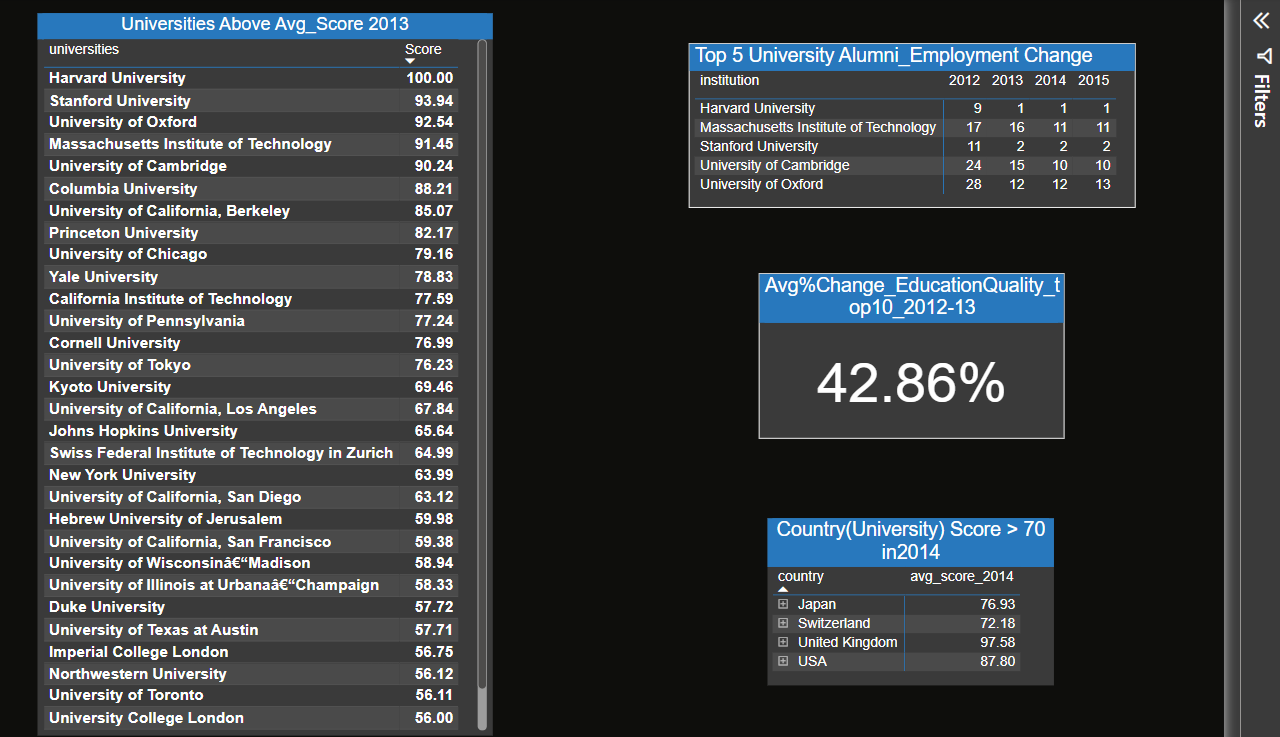 Universities Above Avg_Score 2013
universities Score
Harvard University 100.00
Stanford University 93.94
University of Oxford 92.54
Massachusetts Institute of Technology 91.45
University of Cambridge 90.24
Columbia University 88.21
University of California, Berkeley 85.07
Princeton University 82.17
University of Chicago 79.16
Yale University 78.83
California Institute of Technology 77.59
University of Pennsylvania 77.24
Cornell University 76.99
University of Tokyo 76.23
Kyoto University 69.46
University of California, Los Angeles 67.84
Johns Hopkins University 65.64
Swiss Federal Institute of Technology in Zurich 64.99
New York University 63.99
University of California, San Diego 63.12
Hebrew University of Jerusalem 59.98
University of California, San Francisco 59.38
University of Wisconsinâ€“Madison 58.94
University of Illinois at Urbanaâ€“Champaign 58.33
Duke University 57.72
University of Texas at Austin 57.71
Imperial College London 56.75
Northwestern University 56.12
University of Toronto 56.11
University College London 56.00
Top 5 University Alumni_Employment Change
institution 2012 2013 2014 2015
Harvard University 9 1 1 1
Massachusetts Institute of Technology 17 16 11 11
Stanford University 11 2 2 2
University of Cambridge 24 15 10 10
University of Oxford 28 12 12 13
Avg%Change_EducationQuality_t
op10_2012-13
42.86%
Country(University) Score > 70
in2014
country avg_score_2014
Japan 76.93
Switzerland 72.18
United Kingdom 97.58
USA 87.80
Filters